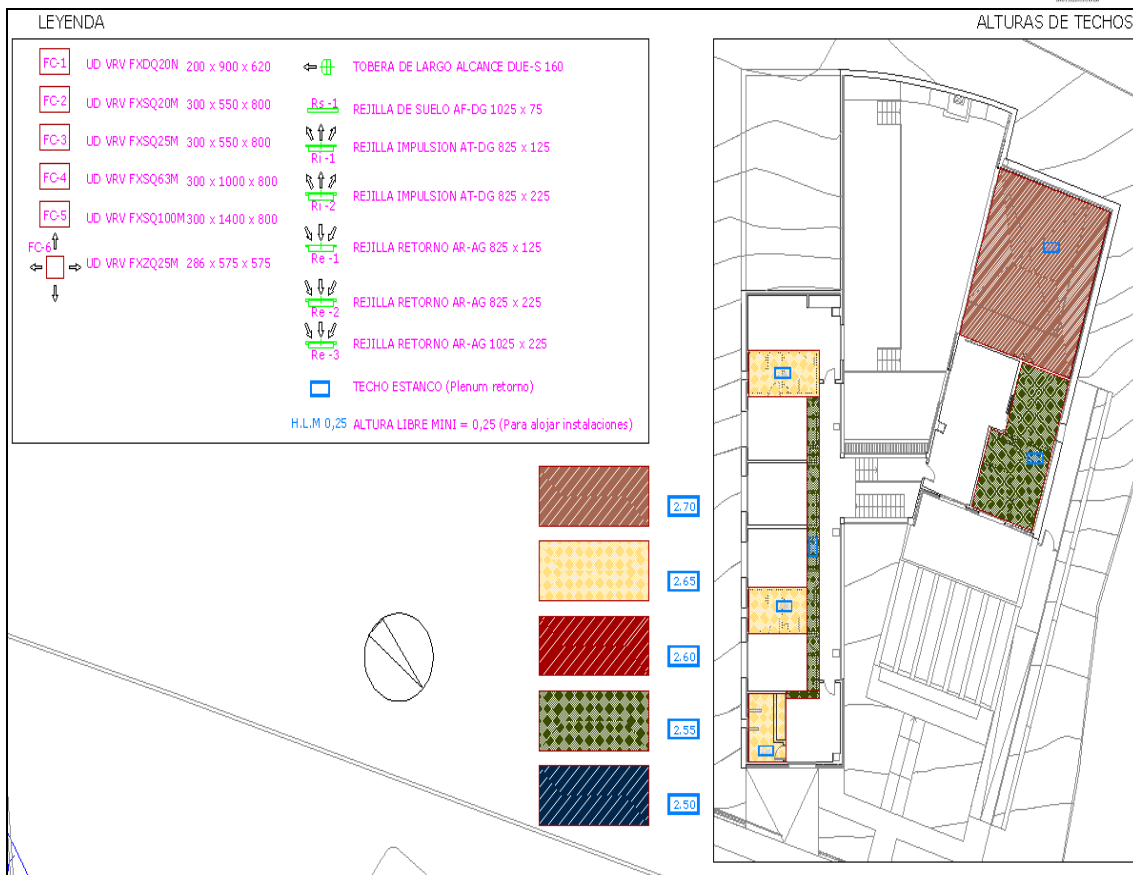 LEYENDA
FC-1 UD VRV FXDQ20N 200 x 900 x 620
FC-2 UD VRV FXSQ20M 300 x 550 x 800
FC-3 UD VRV FXSQ25M 300 x 550 x 800
FC-4 UD VRV FXSQ63M 300 x 1000 x 800
FC-5 UD VRV FXSQ100M 300 x 1400 x 800
FC-6 UD VRV FXZQ25M 286 x 575 x 575
TOBERA DE LARGO ALCANCE DUE-S 160
Rs -1 REJILLA DE SUELO AF-DG 1025 x 75
Ri -1 REJILLA IMPULSION AT-DG 825 x 125
Ri -2 REJILLA IMPULSION AT-DG 825 x 225
Re -1 REJILLA RETORNO AR-AG 825 x 125
Re -2 REJILLA RETORNO AR-AG 825 x 225
Re -3 REJILLA RETORNO AR-AG 1025 x 225
TECHO ESTANCO (Plenum retorno)
H.L.M 0,25 ALTURA LIBRE MINI = 0,25 (Para alojar instalaciones)
2.70
2.65
2.60
2.55
2.50
ALTURAS DE TECHOS